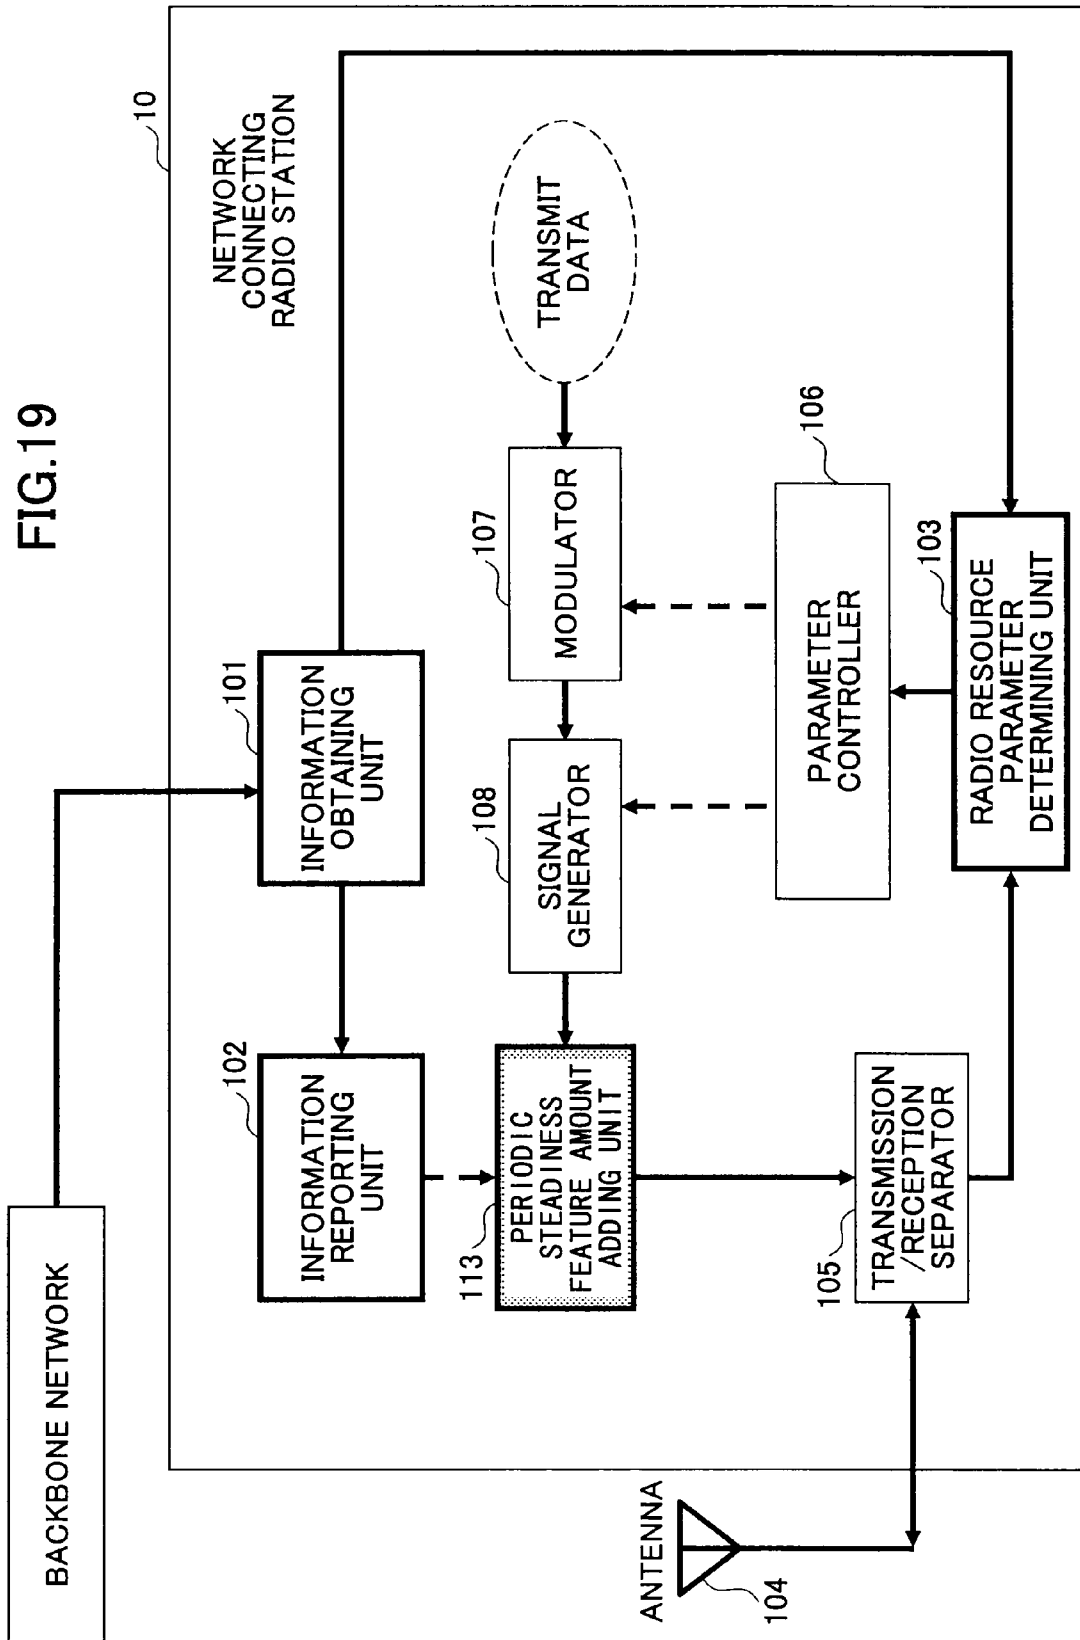 FIG.19
BACKBONE NETWORK
10
NETWORK
CONNECTING
RADIO STATION
102
INFORMATION
REPORTING
UNIT
101
INFORMATION
OBTAINING
UNIT
113
PERIODIC
STEADINESS
FEATURE AMOUNT
ADDING UNIT
108
SIGNAL
GENERATOR
107
MODULATOR
TRANSMIT
DATA
ANTENNA
104
105
TRANSMISSION
/RECEPTION
SEPARATOR
106
PARAMETER
CONTROLLER
103
RADIO RESOURCE
PARAMETER
DETERMINING UNIT